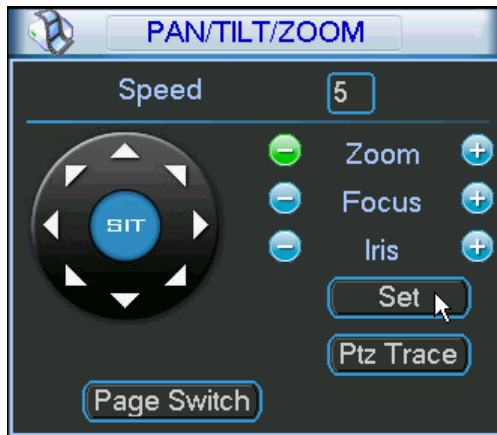 PAN/TILT/ZOOM
Speed 5
Zoom
SIT Focus
Iris
Set
Ptz Trace
Page Switch